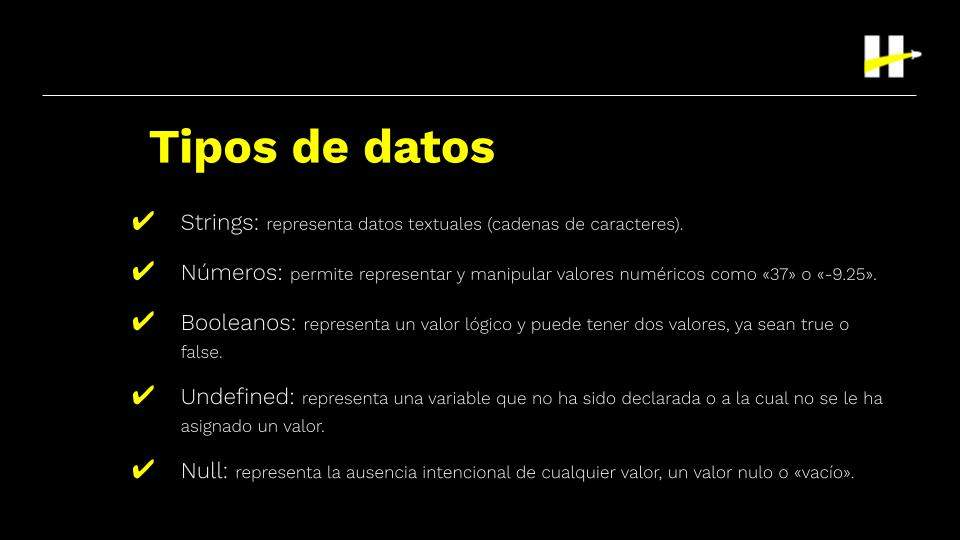 H
Tipos de datos
✔ Strings: representa datos textuales (cadenas de caracteres).
✔ Números: permite representar y manipular valores numéricos como «37» o «-9.25».
✔ Booleanos: representa un valor lógico y puede tener dos valores, ya sean true o
false.
✔ Undefined: representa una variable que no ha sido declarada o a la cual no se le ha
asignado un valor.
✔ Null: representa la ausencia intencional de cualquier valor, un valor nulo o «vacío».